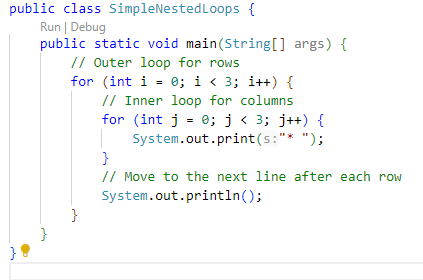 public class SimpleNestedLoops {
Run | Debug
public static void main(String[] args) {
// Outer loop for rows
for (int i = 0; i < 3; i++) {
// Inner loop for columns
for (int j = 0; j < 3; j++) {
System.out.print(s:"* ");
}
// Move to the next line after each row
System.out.println();
}
}
}